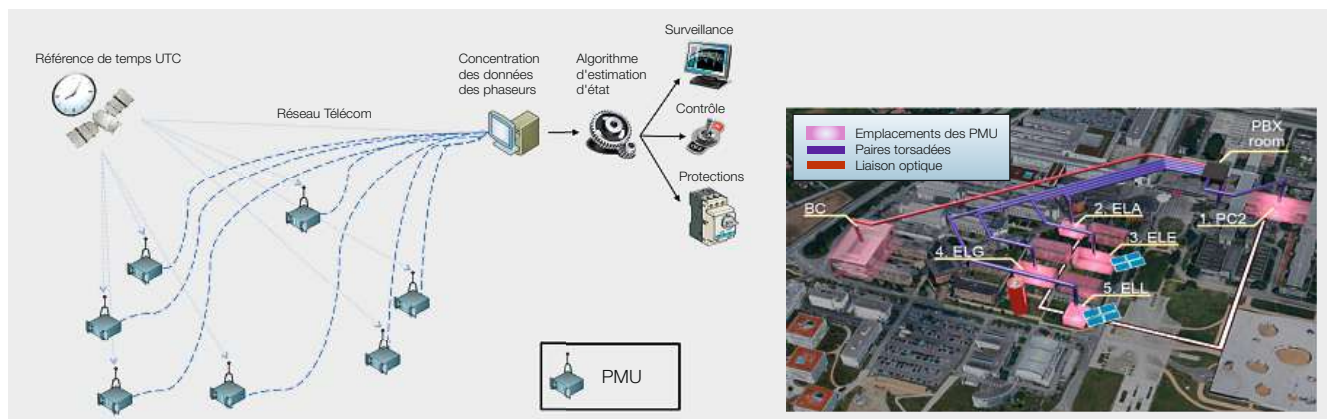 Référence de temps UTC
Réseau Télécom
Concentration
des données
des phaseurs
Algorithme
d'estimation
d'état
Surveillance
Contrôle
Protections
PMU
Emplacements des PMU
Paires torsadées
Liaison optique
PBX
room
BC
1. PC2
2. ELA
3. ELE
4. ELG
5. ELL